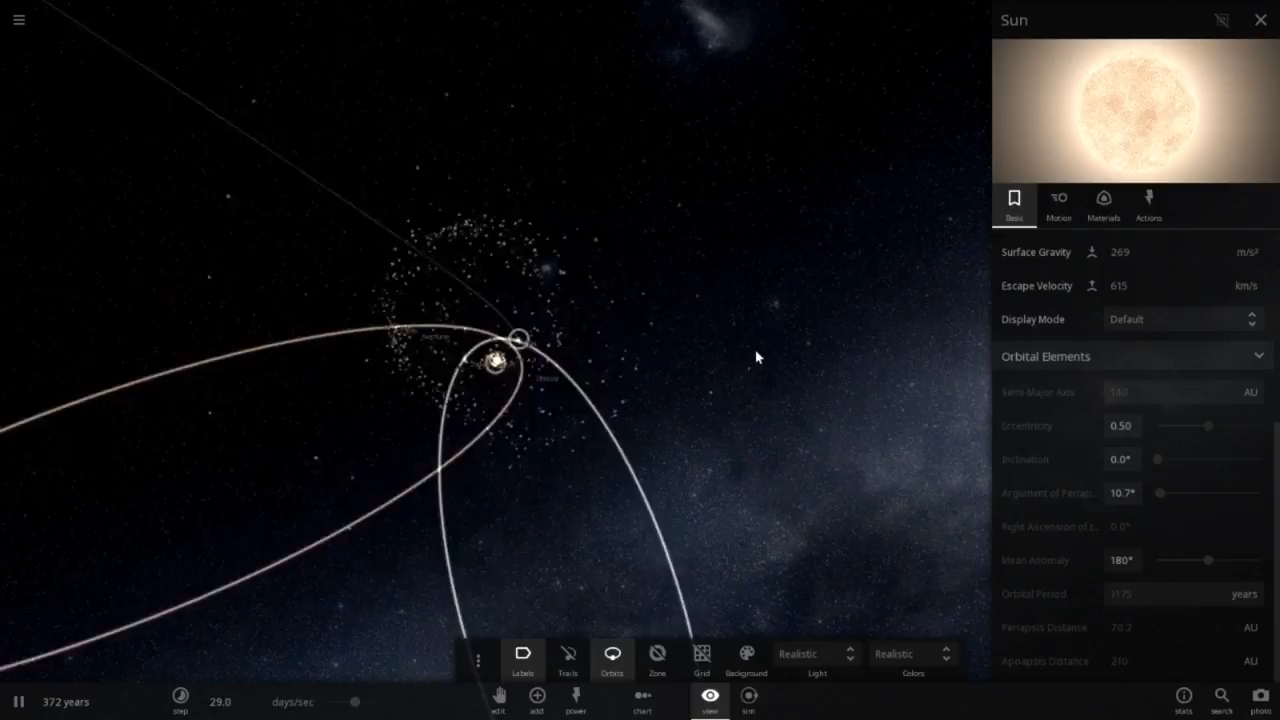 Sun
Basic
Motion
Materials
Actions
Surface Gravity 269 m/s²
Escape Velocity 615 km/s
Display Mode Default
Orbital Elements
Semi-Major Axis 140 AU
Eccentricity 0.50
Inclination 0.0°
Argument of Periap... 10.7°
Right Ascension of t... 0.0°
Mean Anomaly 180°
Orbital Period 1175 years
Periapsis Distance 70.2 AU
Apoapsis Distance 210 AU
Neptune
Realistic
Realistic
Labels
Trails
Orbits
Zone
Grid
Background
Light
Colors
372 years
step
29.0 days/sec
edit
add
power
chart
view
sim
stats
search
photo